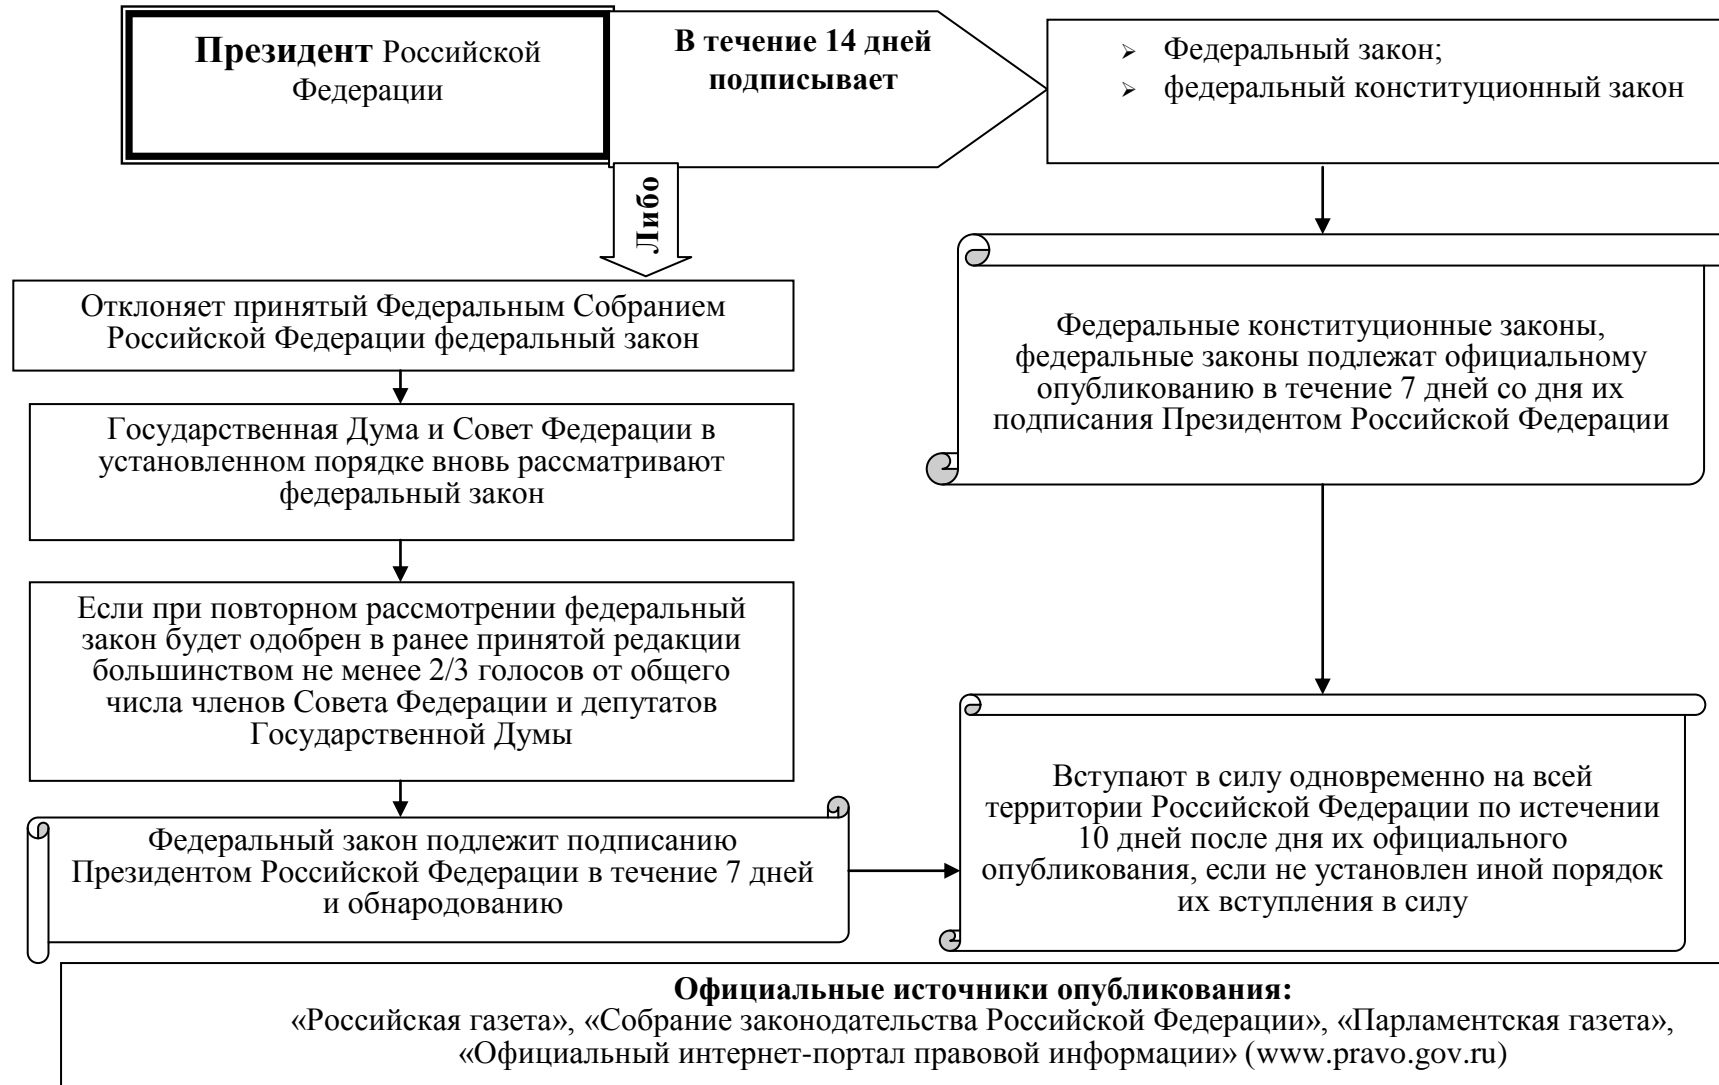 Президент Российской
Федерации
В течение 14 дней
подписывает
➢ Федеральный закон;
➢ федеральный конституционный закон
Либо
Отклоняет принятый Федеральным Собранием
Российской Федерации федеральный закон
Государственная Дума и Совет Федерации в
установленном порядке вновь рассматривают
федеральный закон
Если при повторном рассмотрении федеральный
закон будет одобрен в ранее принятой редакции
большинством не менее 2/3 голосов от общего
числа членов Совета Федерации и депутатов
Государственной Думы
Федеральный закон подлежит подписанию
Президентом Российской Федерации в течение 7 дней
и обнародованию
Федеральные конституционные законы,
федеральные законы подлежат официальному
опубликованию в течение 7 дней со дня их
подписания Президентом Российской Федерации
Вступают в силу одновременно на всей
территории Российской Федерации по истечении
10 дней после дня их официального
опубликования, если не установлен иной порядок
их вступления в силу
Официальные источники опубликования:
«Российская газета», «Собрание законодательства Российской Федерации», «Парламентская газета»,
«Официальный интернет-портал правовой информации» (www.pravo.gov.ru)